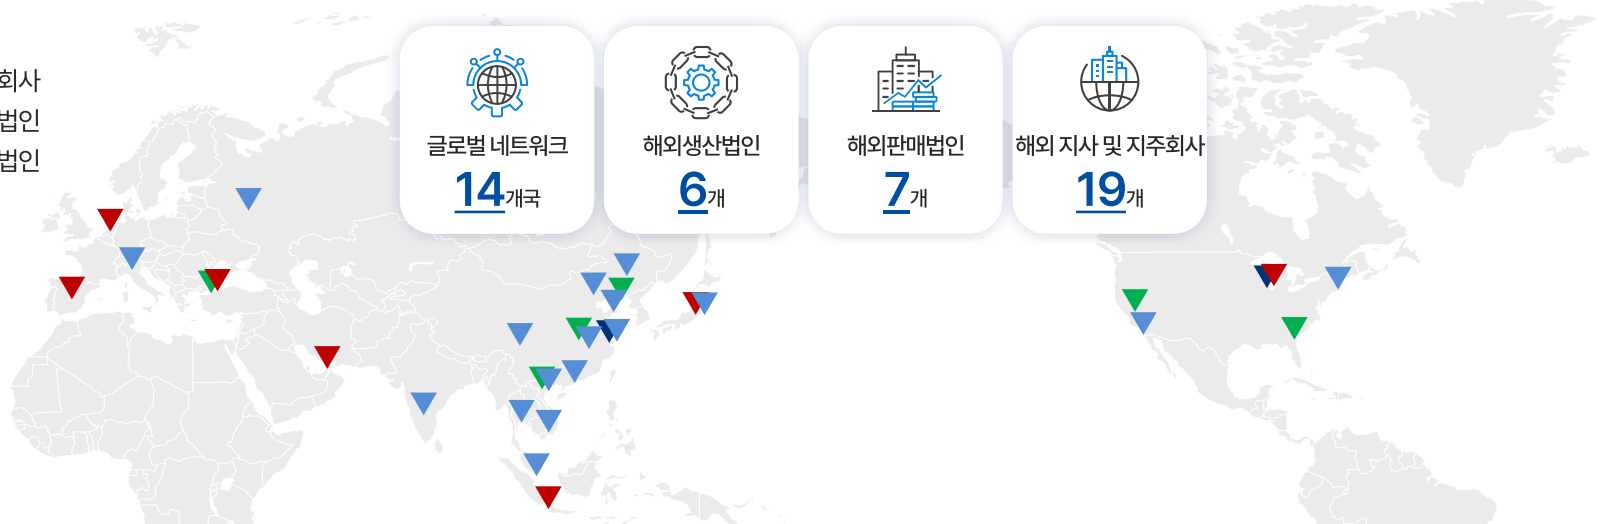 회사
법인
법인
글로벌 네트워크
14개국
해외생산법인
6개
해외판매법인
7개
해외 지사 및 지주회사
19개